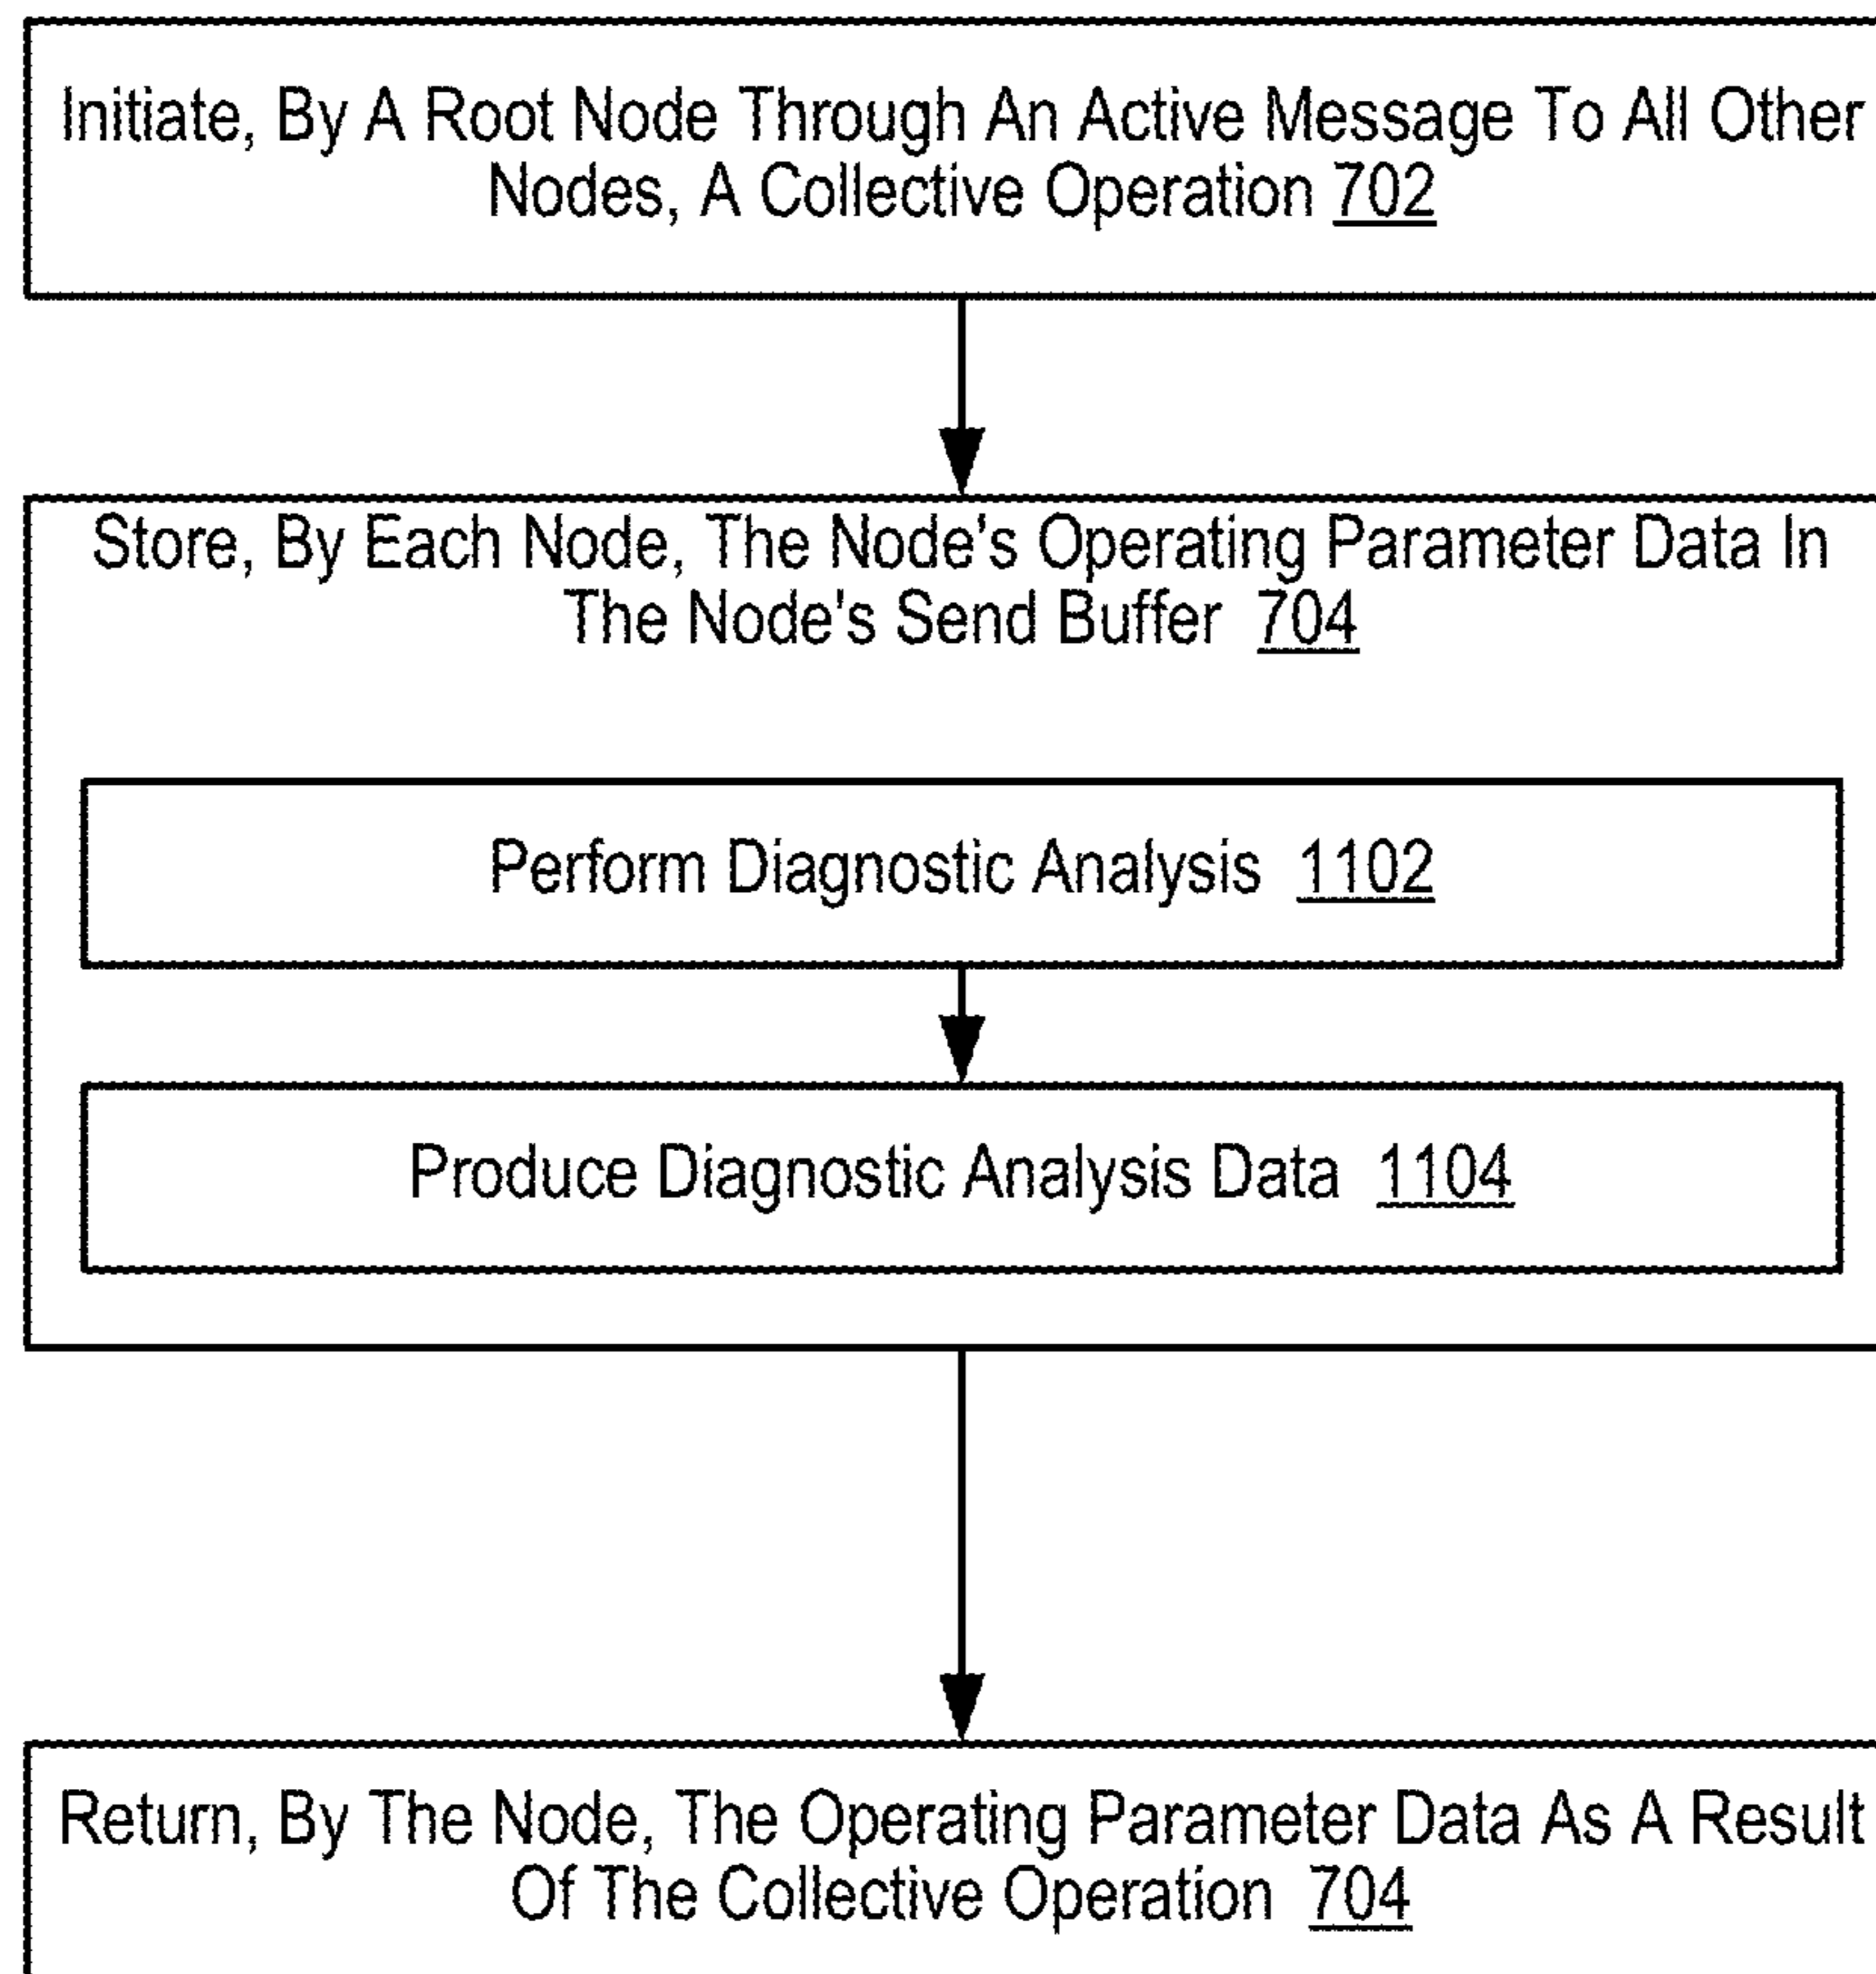 Initiate, By A Root Node Through An Active Message To All Other
Nodes, A Collective Operation 702
Store, By Each Node, The Node's Operating Parameter Data In
The Node's Send Buffer 704
Perform Diagnostic Analysis 1102
Produce Diagnostic Analysis Data 1104
Return, By The Node, The Operating Parameter Data As A Result
Of The Collective Operation 704